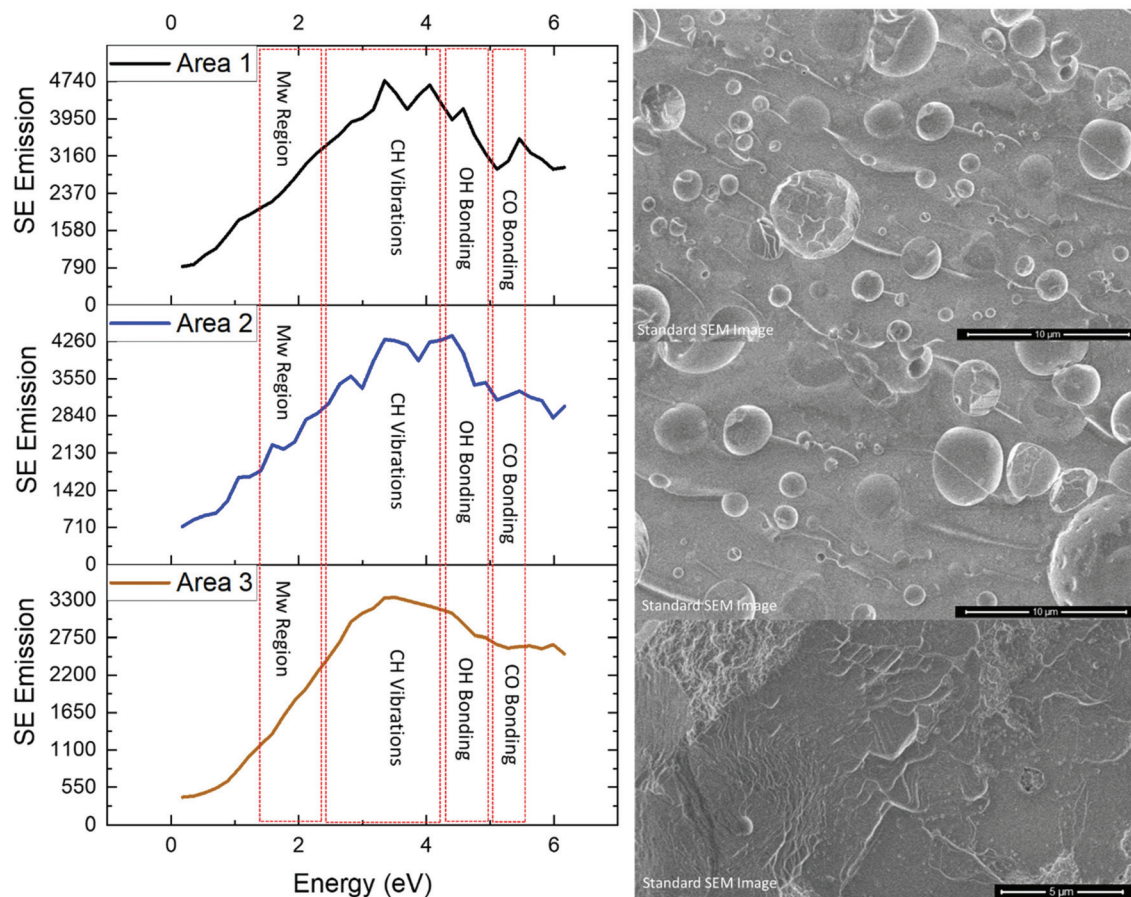 0 2 4 6
Area 1
4740
3950
3160
2370
1580
790
0
SE Emission
Mw Region
CH Vibrations
OH Bonding
CO Bonding
Area 2
4260
3550
2840
2130
1420
710
0
SE Emission
Mw Region
CH Vibrations
OH Bonding
CO Bonding
Area 3
3300
2750
2200
1650
1100
550
0
SE Emission
Mw Region
CH Vibrations
OH Bonding
CO Bonding
0 2 4 6
Energy (eV)
Standard SEM Image
10 µm
Standard SEM Image
10 µm
Standard SEM Image
5 µm